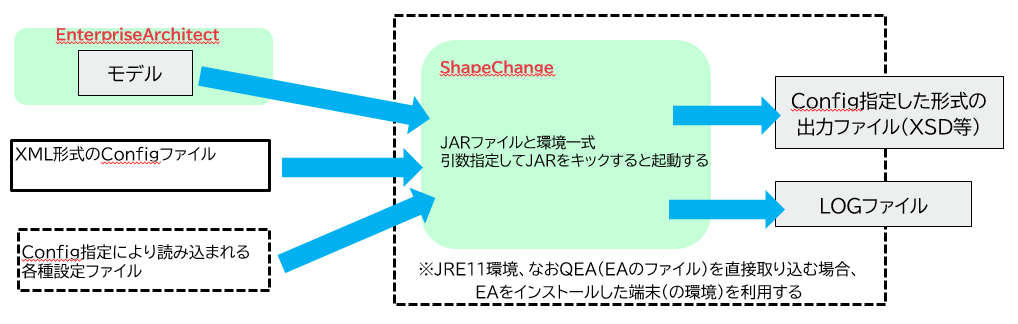 EnterpriseArchitect
モデル
XML形式のConfigファイル
Config指定により読み込まれる
各種設定ファイル
ShapeChange
JARファイルと環境一式
引数指定してJARをキックすると起動する
※JRE11環境、なおQEA(EAのファイル)を直接取り込む場合、
EAをインストールした端末(の環境)を利用する
Config指定した形式の
出力ファイル(XSD等)
LOGファイル